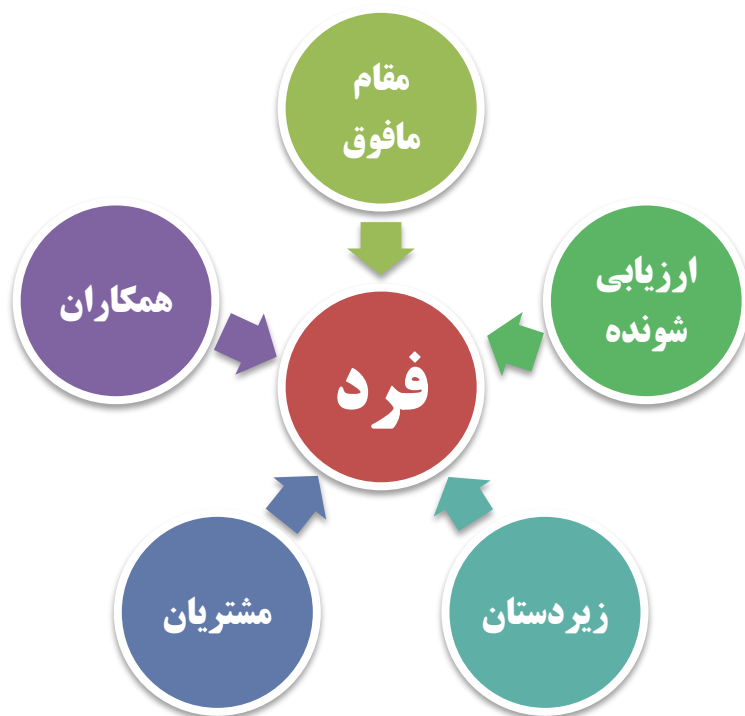 مقام
مافوق
ارزیابی
شونده
همکاران
فرد
زیردستان
مشتریان